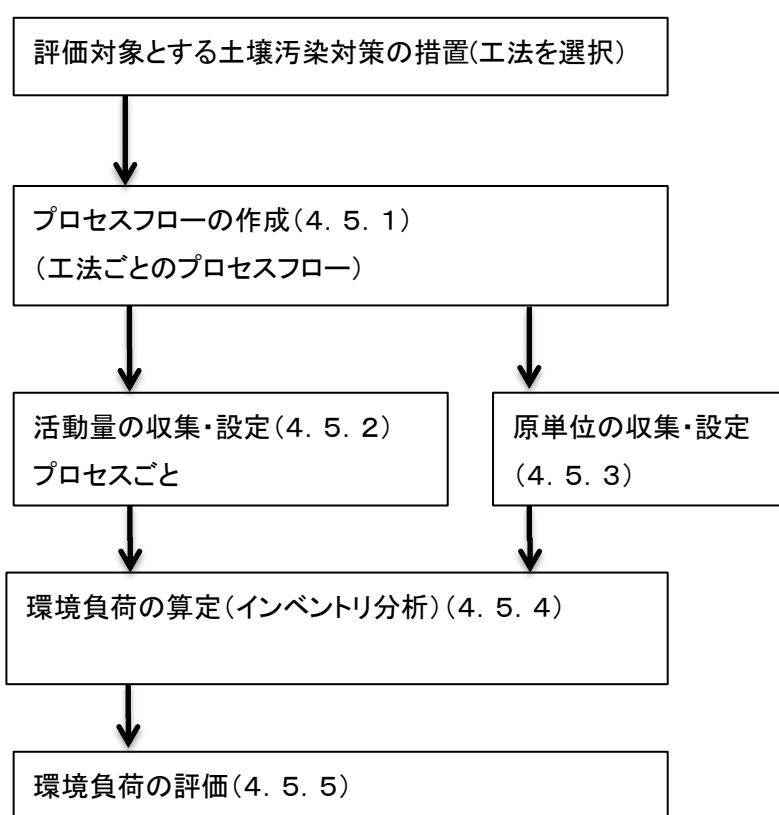 評価対象とする土壌汚染対策の措置(工法を選択)
プロセスフローの作成(4.5.1)
(工法ごとのプロセスフロー)
活動量の収集・設定(4.5.2)
プロセスごと
原単位の収集・設定
(4.5.3)
環境負荷の算定(インベントリ分析)(4.5.4)
環境負荷の評価(4.5.5)